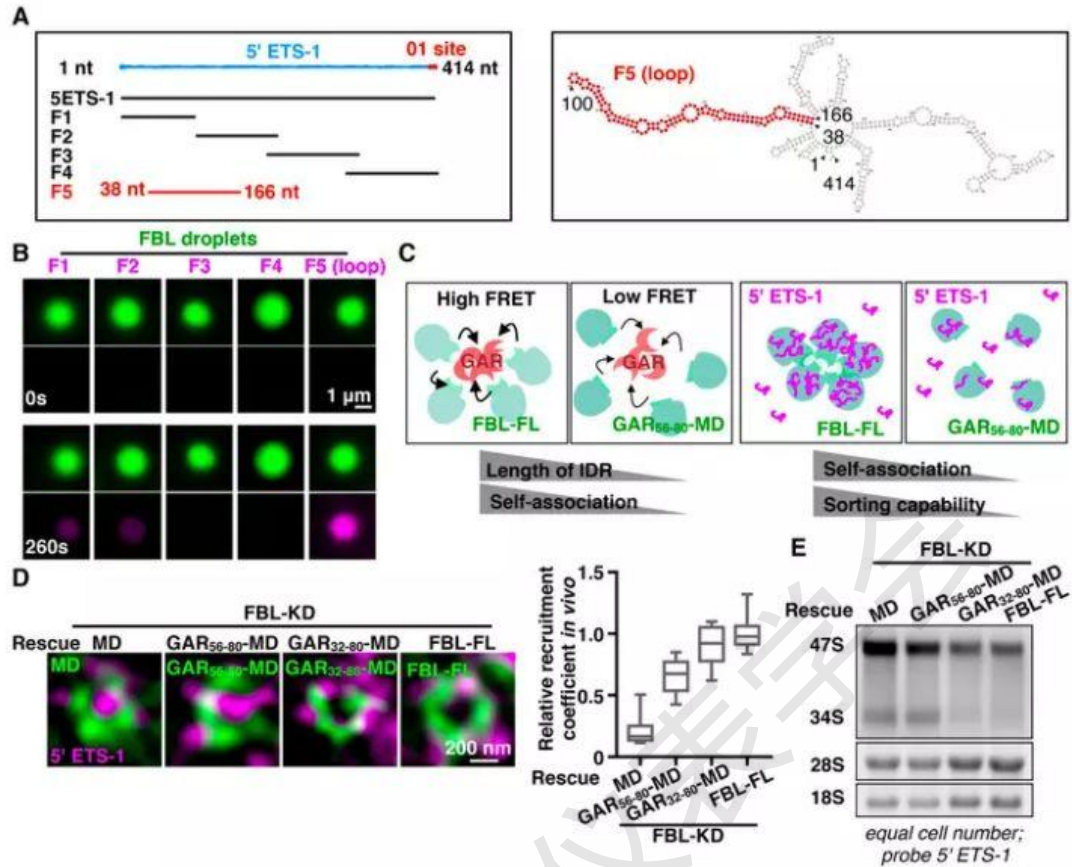 A
5' ETS-1
01 site
1 nt
414 nt
5ETS-1
F1
F2
F3
F4
F5
38 nt
166 nt
F5 (loop)
100
166
38
1
414
B
FBL droplets
F1 F2 F3 F4 F5 (loop)
0s
1 μm
260s
C
High FRET
GAR
FBL-FL
Low FRET
GAR
GAR56-80-MD
Length of IDR
Self-association
5' ETS-1
FBL-FL
5' ETS-1
GAR56-80-MD
Self-association
Sorting capability
D
FBL-KD
Rescue MD GAR56-80-MD GAR32-80-MD FBL-FL
MD GAR56-80-MD GAR32-80-MD FBL-FL
5' ETS-1
200 nm
Relative recruitment
coefficient in vivo
1.5
1.0
0.5
0
Rescue MD GAR56-80-MD GAR32-80-MD FBL-FL
FBL-KD
E
FBL-KD
Rescue MD GAR56-80-MD GAR32-80-MD FBL-FL
47S
34S
28S
18S
equal cell number;
probe 5' ETS-1
仪表学会